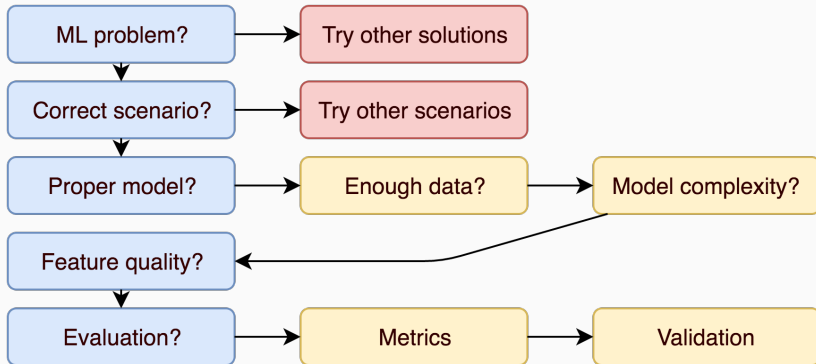 ML problem?
Try other solutions
Correct scenario?
Try other scenarios
Proper model?
Enough data?
Model complexity?
Feature quality?
Evaluation?
Metrics
Validation